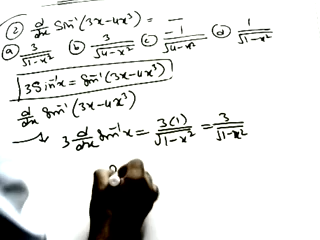 ② d/dx Sin⁻¹(3x-4x³) = —
ⓐ 3/√1-x² ⓑ 3/√4-x² ⓒ -1/√4-x² ⓓ 1/√1-x²
3Sin⁻¹x = Sin⁻¹(3x-4x³)
d/dx Sin⁻¹(3x-4x³)
→ 3 d/dx Sin⁻¹x = 3(1)/√1-x² = 3/√1-x²